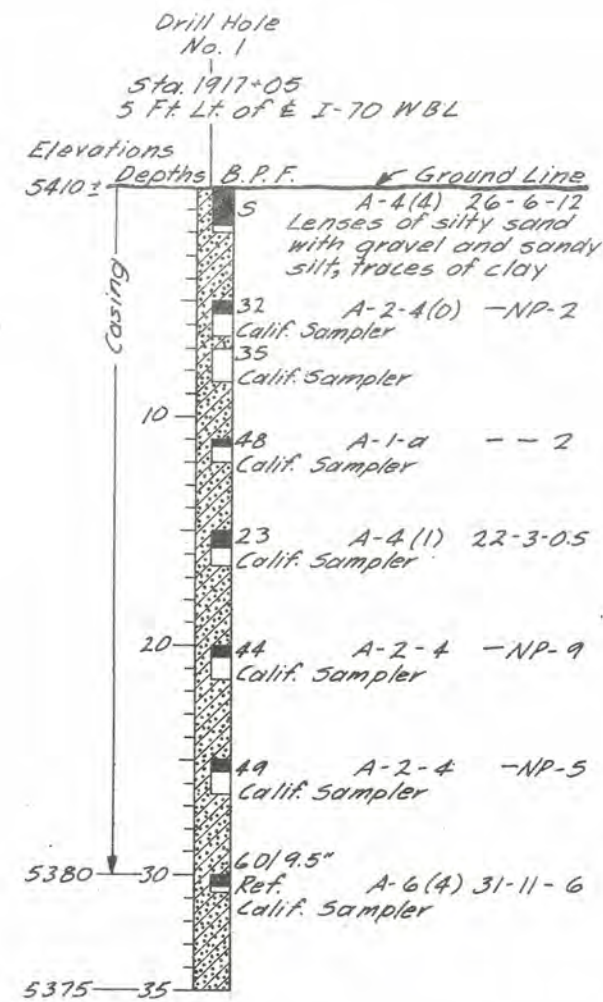 Drill Hole
No. 1
Sta. 1917+05
5 Ft. Lt. of ℄ I-70 WBL
Elevations
Depths B.P.F. Ground Line
5410±
5 A-4(4) 26-6-12
Lenses of silty sand
with gravel and sandy
silt, traces of clay
Casing
32 A-2-4(0) —NP-2
Calif. Sampler
35
Calif. Sampler
10
48 A-1-a — — 2
Calif. Sampler
23 A-4(1) 22-3-0.5
Calif. Sampler
20
44 A-2-4 —NP-9
Calif. Sampler
49 A-2-4 —NP-5
Calif. Sampler
60/9.5"
5380 30
Ref. A-6(4) 31-11-6
Calif. Sampler
5375 35